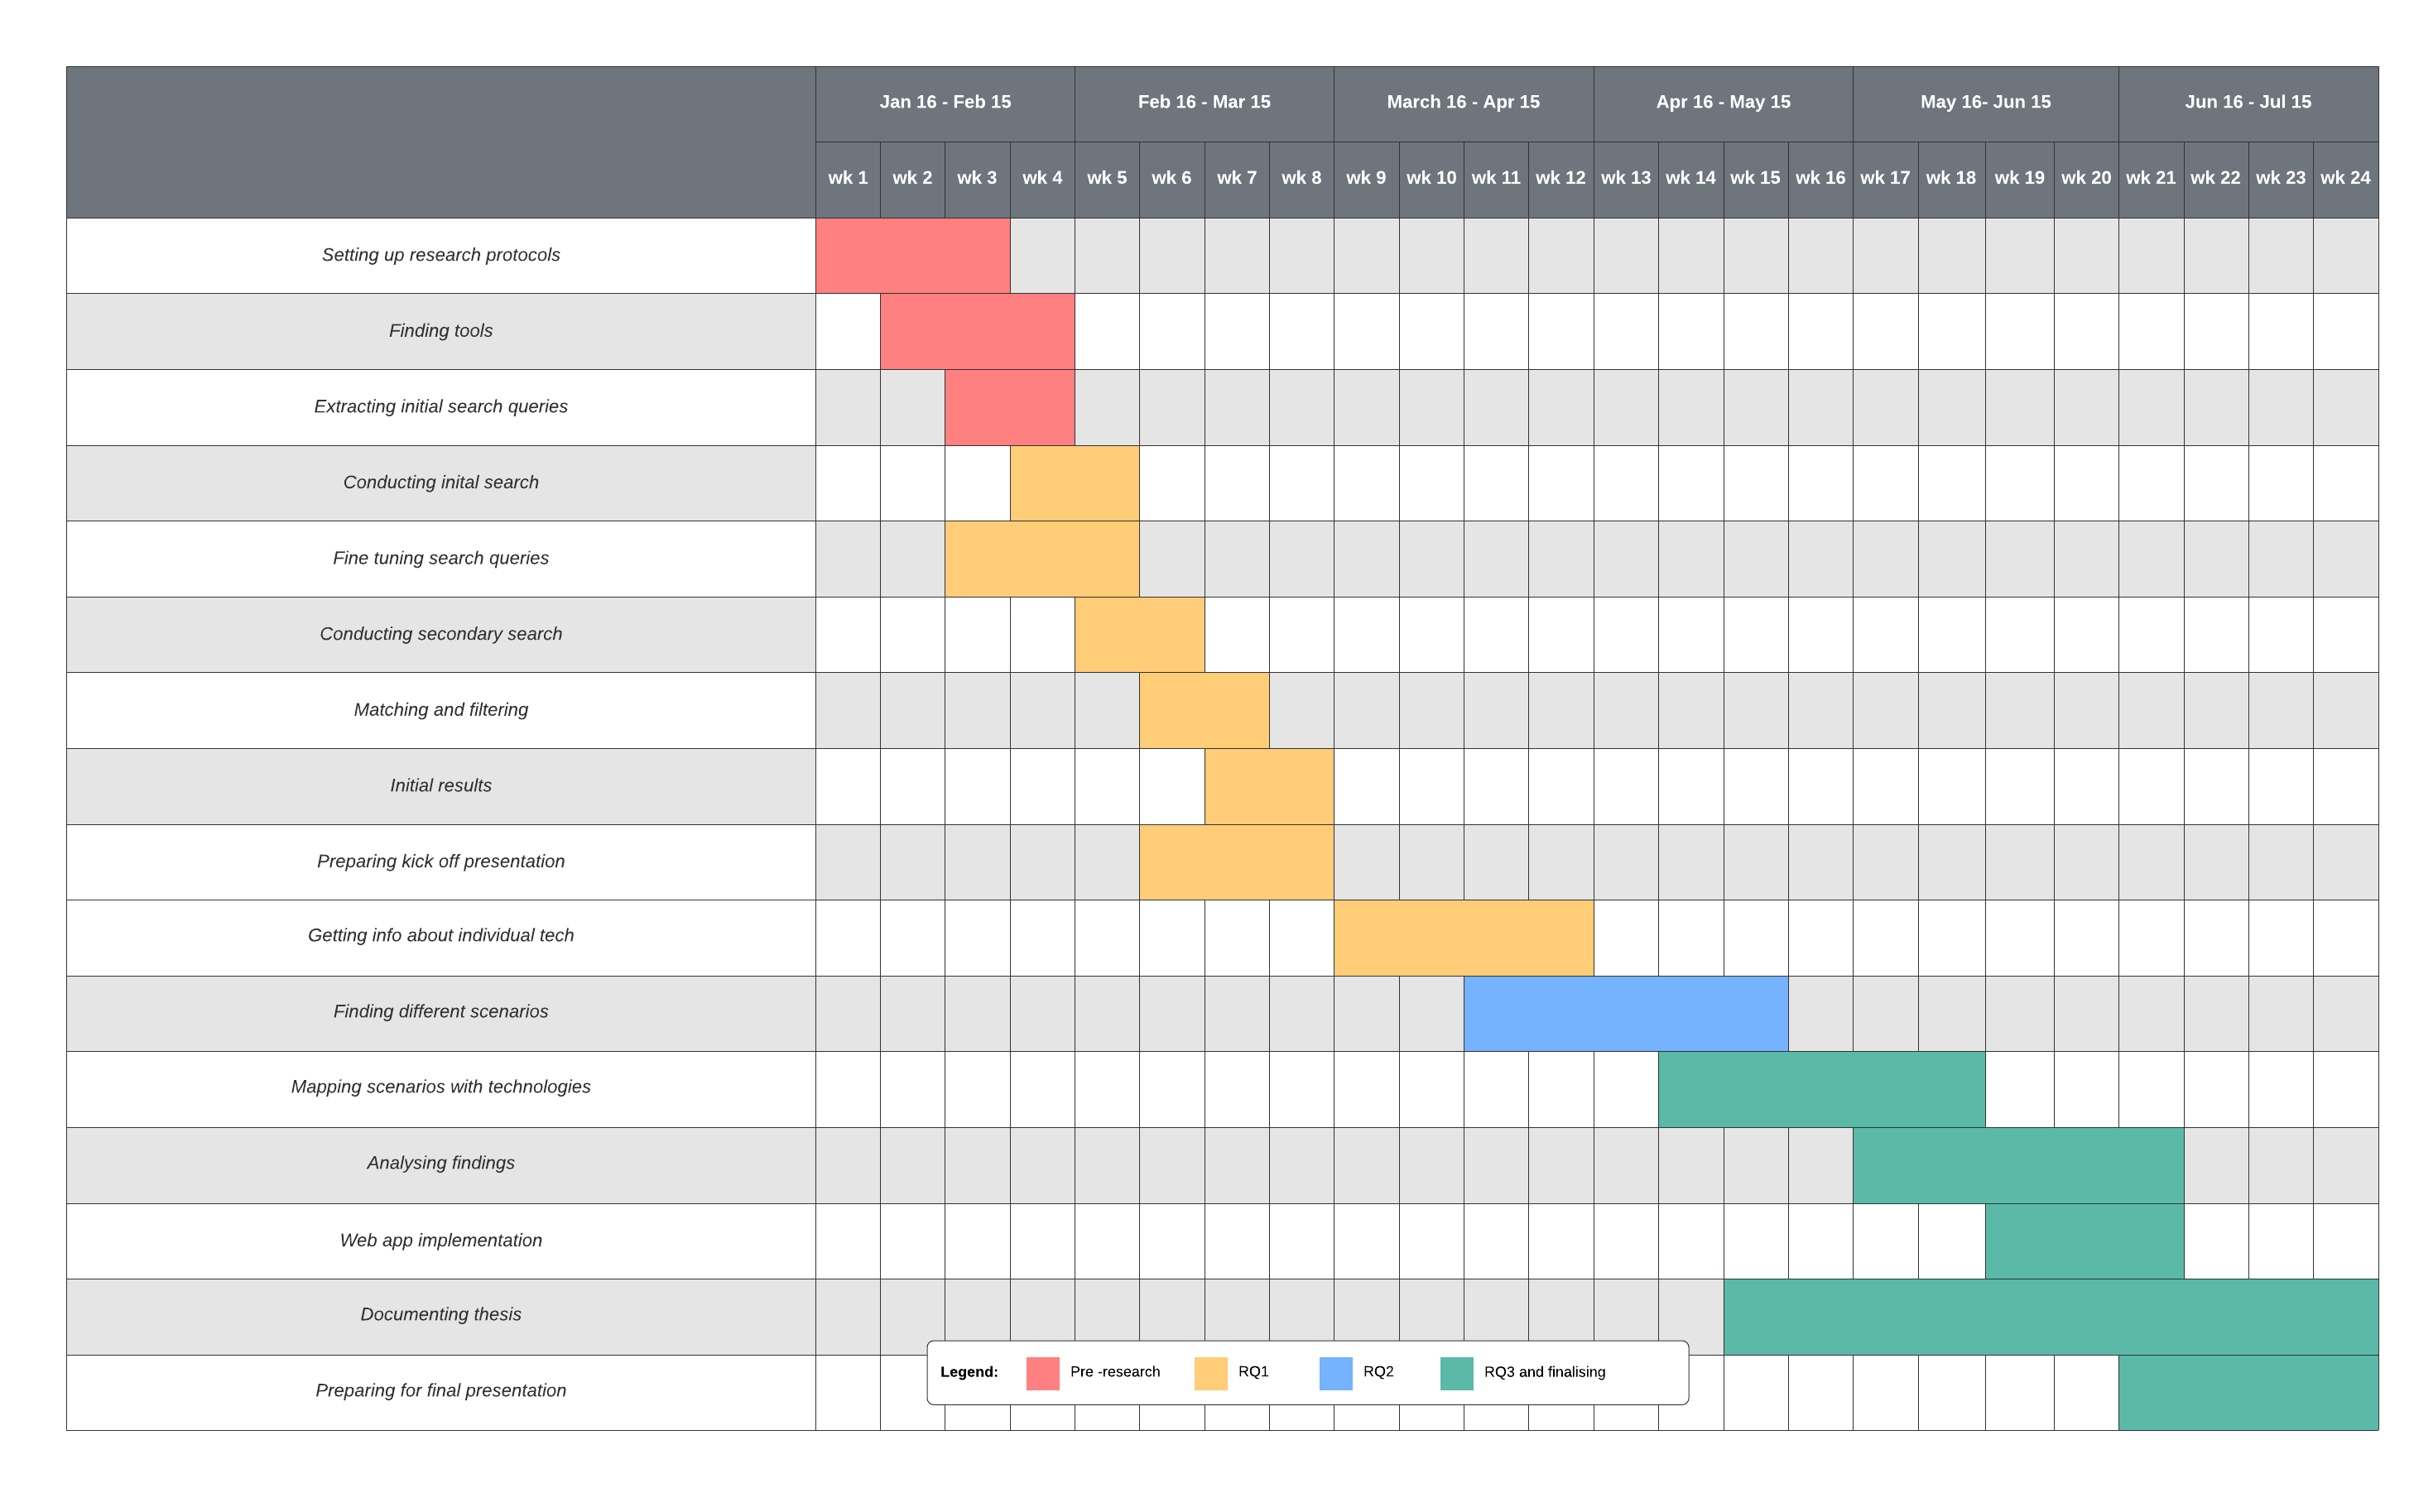 Jan 16 - Feb 15 Feb 16 - Mar 15 March 16 - Apr 15 Apr 16 - May 15 May 16- Jun 15 Jun 16 - Jul 15
wk 1 wk 2 wk 3 wk 4 wk 5 wk 6 wk 7 wk 8 wk 9 wk 10 wk 11 wk 12 wk 13 wk 14 wk 15 wk 16 wk 17 wk 18 wk 19 wk 20 wk 21 wk 22 wk 23 wk 24
Setting up research protocols
Finding tools
Extracting initial search queries
Conducting inital search
Fine tuning search queries
Conducting secondary search
Matching and filtering
Initial results
Preparing kick off presentation
Getting info about individual tech
Finding different scenarios
Mapping scenarios with technologies
Analysing findings
Web app implementation
Documenting thesis
Legend: Pre -research RQ1 RQ2 RQ3 and finalising
Preparing for final presentation